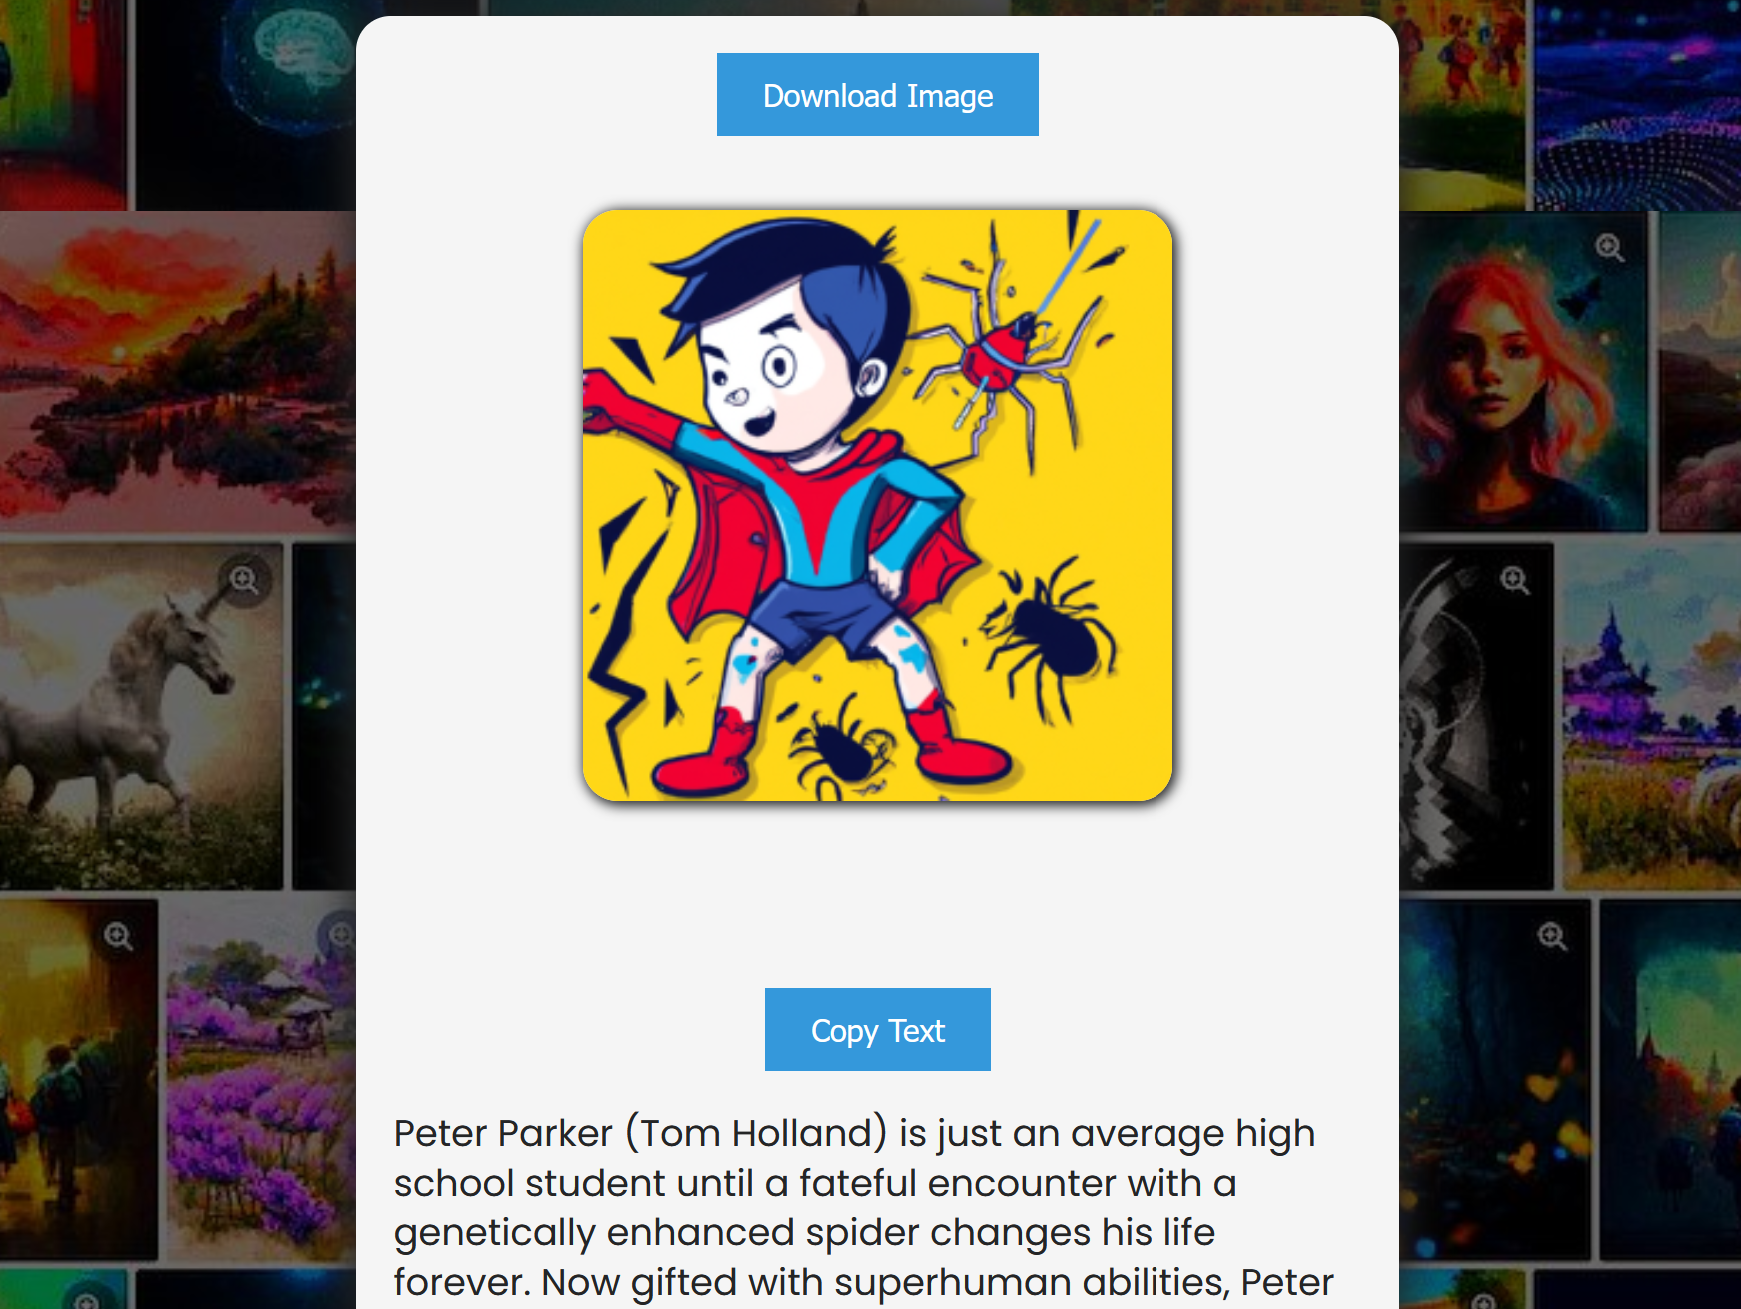 Download Image
Copy Text
Peter Parker (Tom Holland) is just an average high
school student until a fateful encounter with a
genetically enhanced spider changes his life
forever. Now gifted with superhuman abilities, Peter